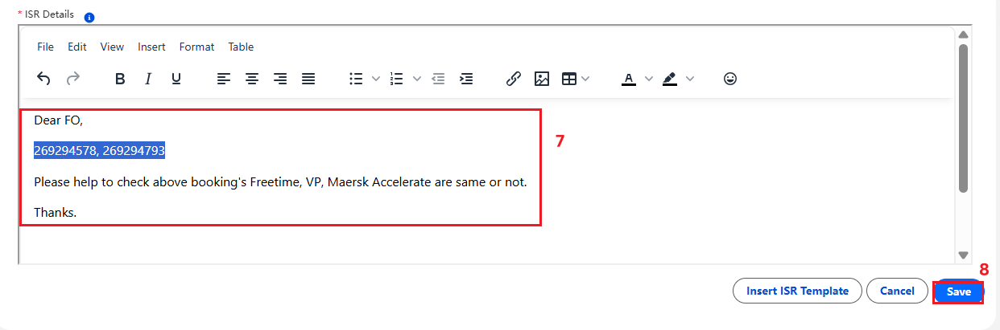 * ISR Details
File Edit View Insert Format Table
Dear FO,
269294578, 269294793
Please help to check above booking's Freetime, VP, Maersk Accelerate are same or not.
Thanks.
7
8
Insert ISR Template Cancel Save